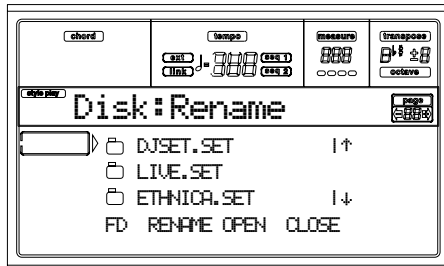 chord tempo measure transpose
ext link ♩= seq 1 seq 2
octave
style play Disk:Rename page
DJSET.SET I↑
LIVE.SET
ETHNICA.SET I↓
FD RENAME OPEN CLOSE